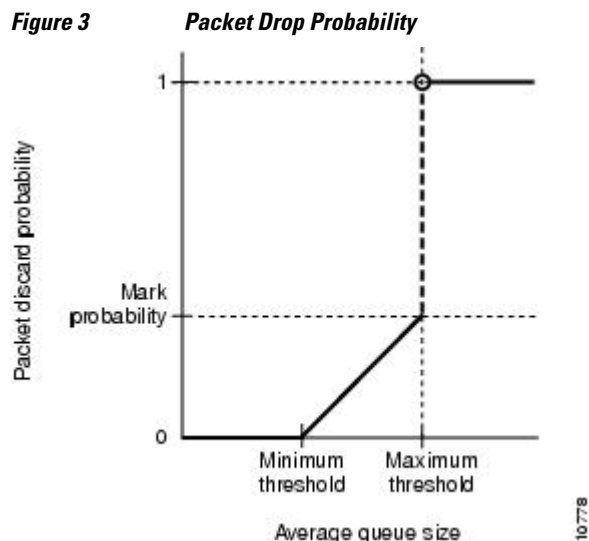 Figure 3 Packet Drop Probability
1
Packet discard probability
Mark
probability
0
Minimum
threshold
Maximum
threshold
Average queue size
10778